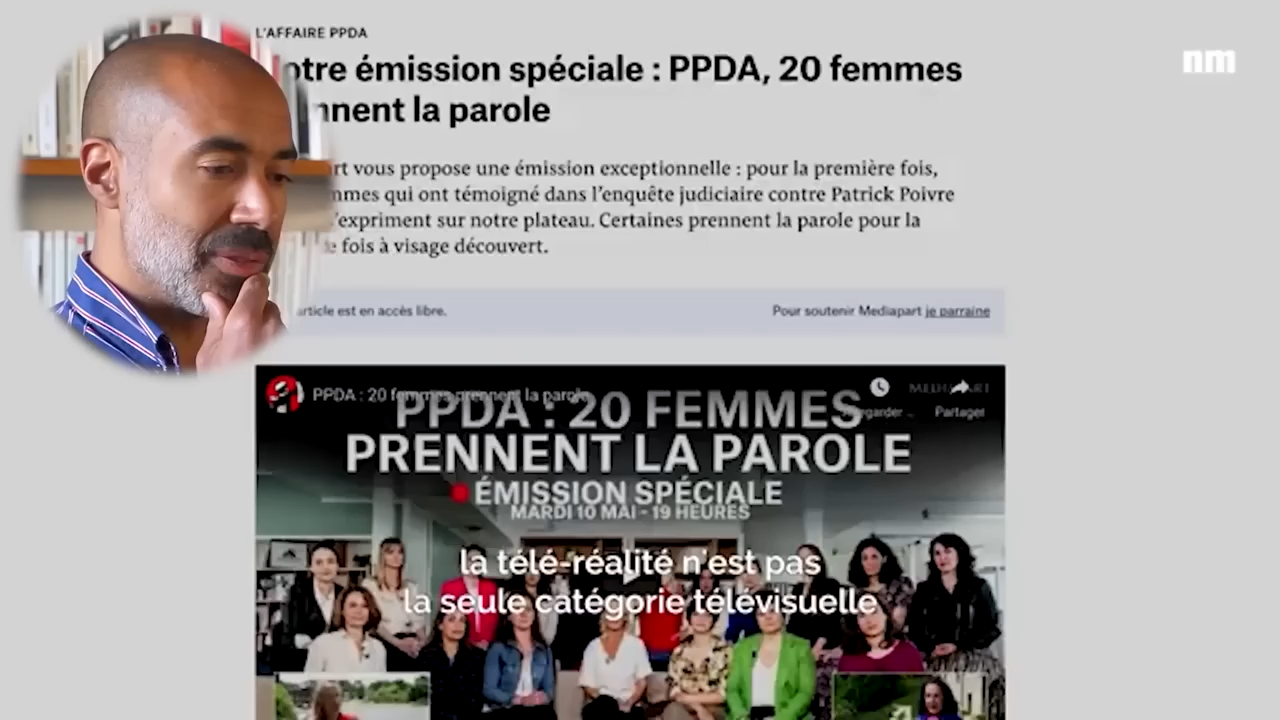 L'AFFAIRE PPDA
otre émission spéciale : PPDA, 20 femmes
nnent la parole
rt vous propose une émission exceptionnelle : pour la première fois,
mmes qui ont témoigné dans l'enquête judiciaire contre Patrick Poivre
'expriment sur notre plateau. Certaines prennent la parole pour la
fois à visage découvert.
article est en accès libre.
Pour soutenir Mediapart je parraine
nm
PPDA : 20 femmes prennent la parole
MEDIAPART
Regarder
Partager
PPDA : 20 FEMMES
PRENNENT LA PAROLE
ÉMISSION SPÉCIALE
MARDI 10 MAI - 19 HEURES
la télé-réalité n'est pas
la seule catégorie télévisuelle